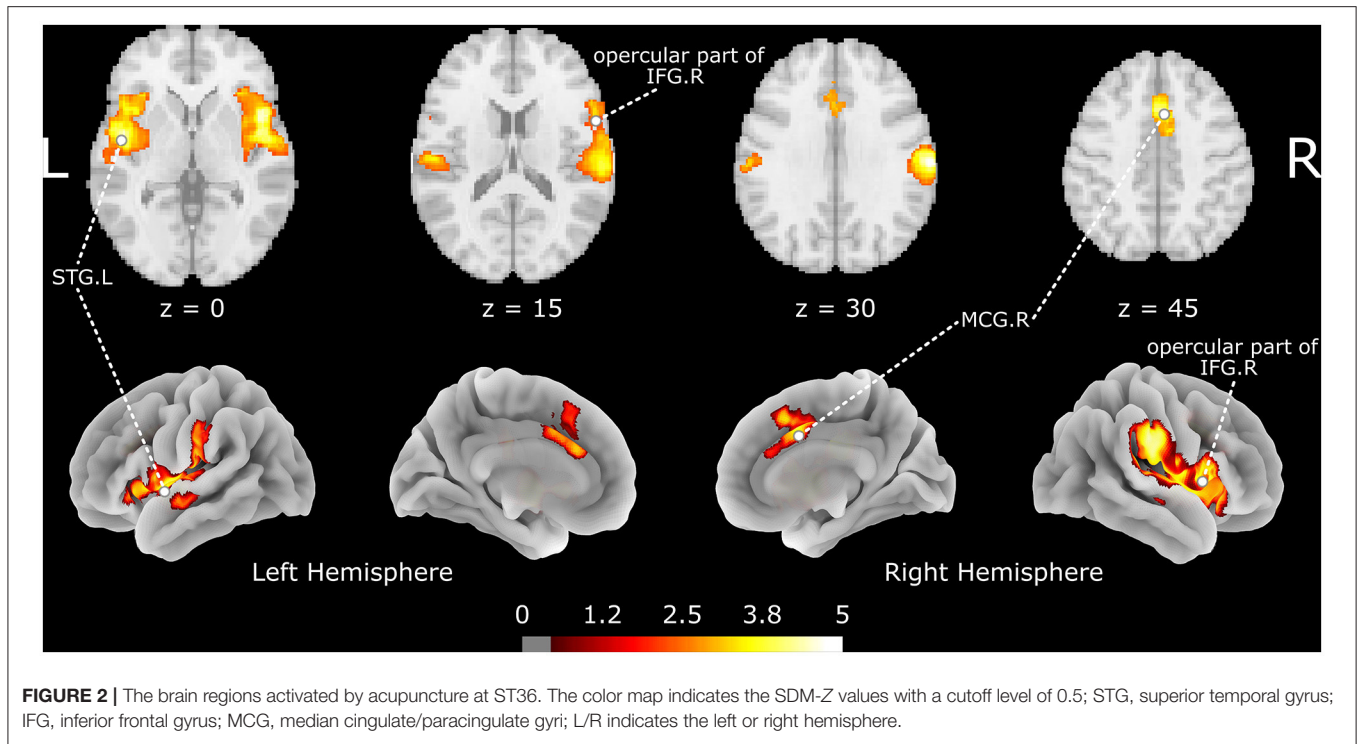 opercular part of
IFG.R
L
R
STG.L
z = 0
z = 15
z = 30
MCG.R
z = 45
opercular part of
IFG.R
Left Hemisphere
Right Hemisphere
0 1.2 2.5 3.8 5
FIGURE 2 | The brain regions activated by acupuncture at ST36. The color map indicates the SDM-Z values with a cutoff level of 0.5; STG, superior temporal gyrus;
IFG, inferior frontal gyrus; MCG, median cingulate/paracingulate gyri; L/R indicates the left or right hemisphere.